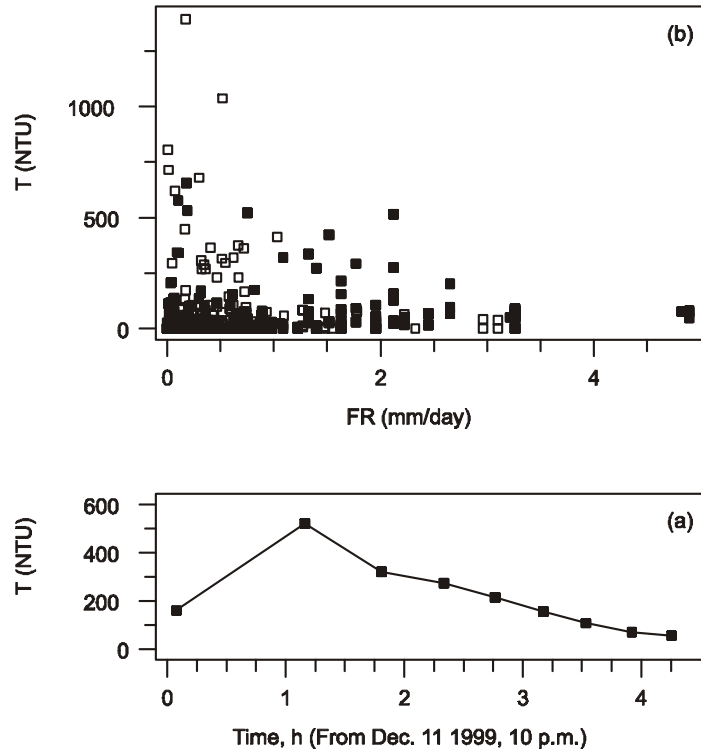 (b)
1000
500
0
T (NTU)
0 2 4
FR (mm/day)
(a)
600
400
200
0
T (NTU)
0 1 2 3 4
Time, h (From Dec. 11 1999, 10 p.m.)